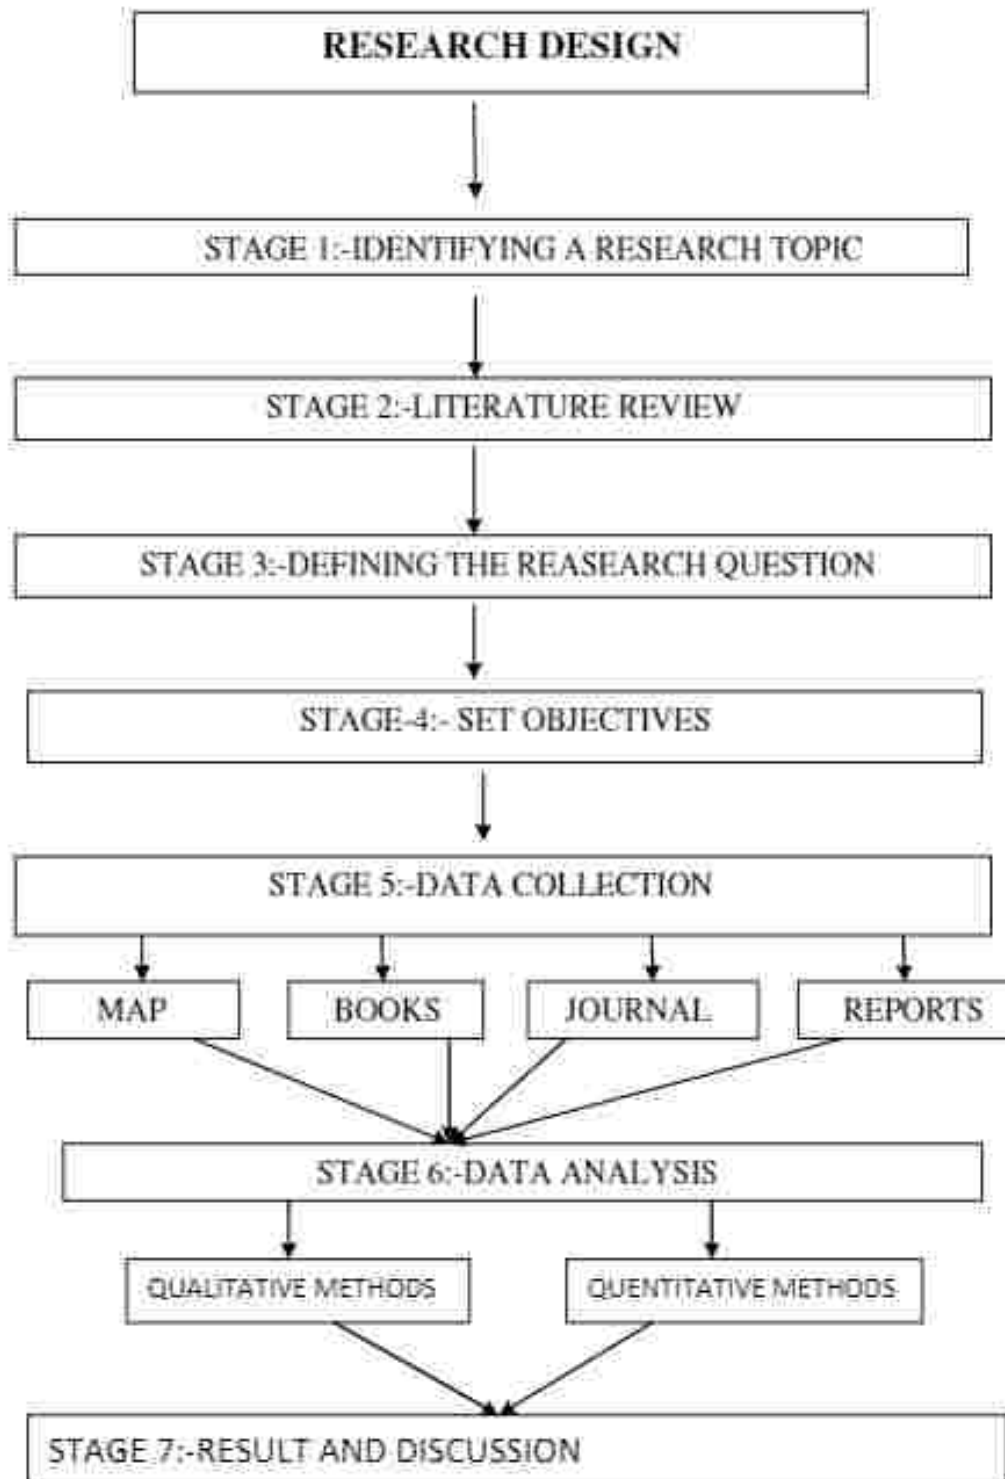 RESEARCH DESIGN
STAGE 1:-IDENTIFYING A RESEARCH TOPIC
STAGE 2:-LITERATURE REVIEW
STAGE 3:-DEFINING THE REASEARCH QUESTION
STAGE-4:- SET OBJECTIVES
STAGE 5:-DATA COLLECTION
MAP
BOOKS
JOURNAL
REPORTS
STAGE 6:-DATA ANALYSIS
QUALITATIVE METHODS
QUENTITATIVE METHODS
STAGE 7:-RESULT AND DISCUSSION